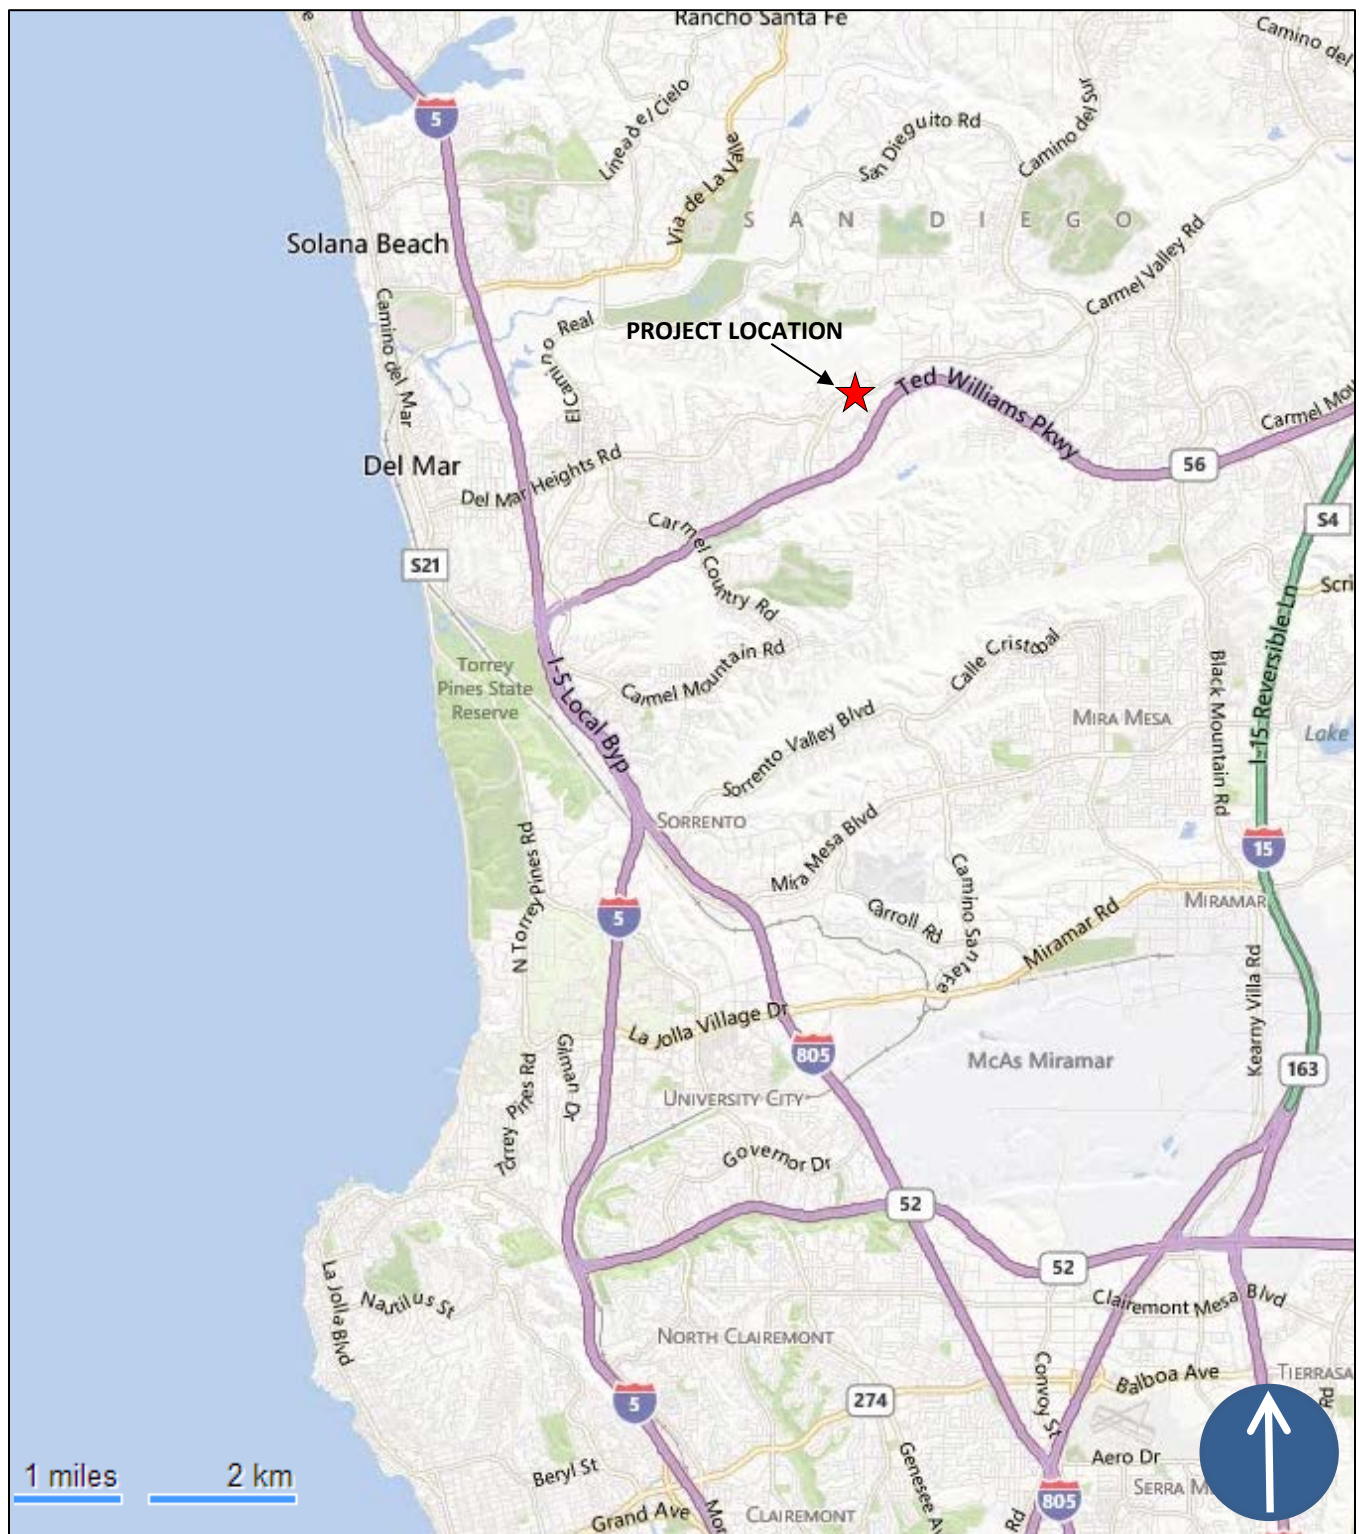 Rancho Santa Fe
Camino del
5
Linea del Cielo
Camino del Sur
San Dieguito Rd
Via de La Valle
SAN DIEGO
Solana Beach
Carmel Valley Rd
Camino del Mar
El Camino Real
PROJECT LOCATION
Ted Williams Pkwy
Carmel Mou
Del Mar
Del Mar Heights Rd
56
S4
Carmel Country Rd
S21
Scri
I-15 Reversible Ln
Torrey
Pines State
Reserve
I-5 Local Byp
Carmel Mountain Rd
Calle Cristobal
Black Mountain Rd
MIRA MESA
Lake
Sorrento Valley Blvd
SORRENTO
N Torrey Pines Rd
Mira Mesa Blvd
15
Camino Santa Fe
MIRAMAR
5
Carroll Rd
Miramar Rd
Kearny Villa Rd
La Jolla Village Dr
Gilman Dr
805
McAs Miramar
163
Torrey Pines Rd
UNIVERSITY CITY
Governor Dr
52
52
La Jolla Blvd
Nautilus St
Clairemont Mesa Blvd
NORTH CLAIREMONT
Convoy St
Balboa Ave
TIERRASA
Rd
274
5
1 miles
2 km
Beryl St
Genesee Av
Aero Dr
SERRA M
805
Grand Ave
Mor
CLAIREMONT
Rd